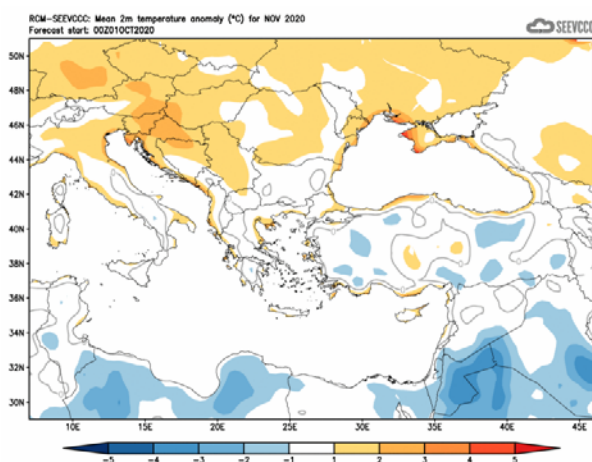 RCM-SEEVCCC: Mean 2m temperature anomaly (°C) for NOV 2020
Forecast start: 00Z01OCT2020
SEEVCCC
50N
48N
46N
44N
42N
40N
38N
36N
34N
32N
30N
10E 15E 20E 25E 30E 35E 40E 45E
-5 -4 -3 -2 -1 1 2 3 4 5